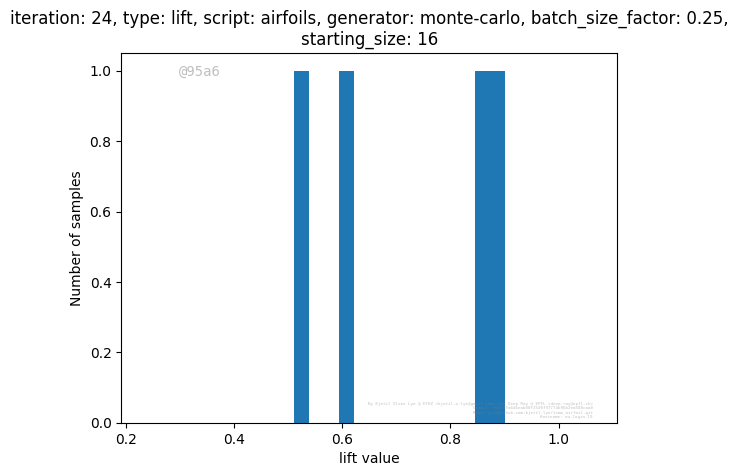 iteration: 24, type: lift, script: airfoils, generator: monte-carlo, batch_size_factor: 0.25,
starting_size: 16
@95a6
1.0
0.8
0.6
0.4
0.2
0.0
Number of samples
0.2 0.4 0.6 0.8 1.0
lift value